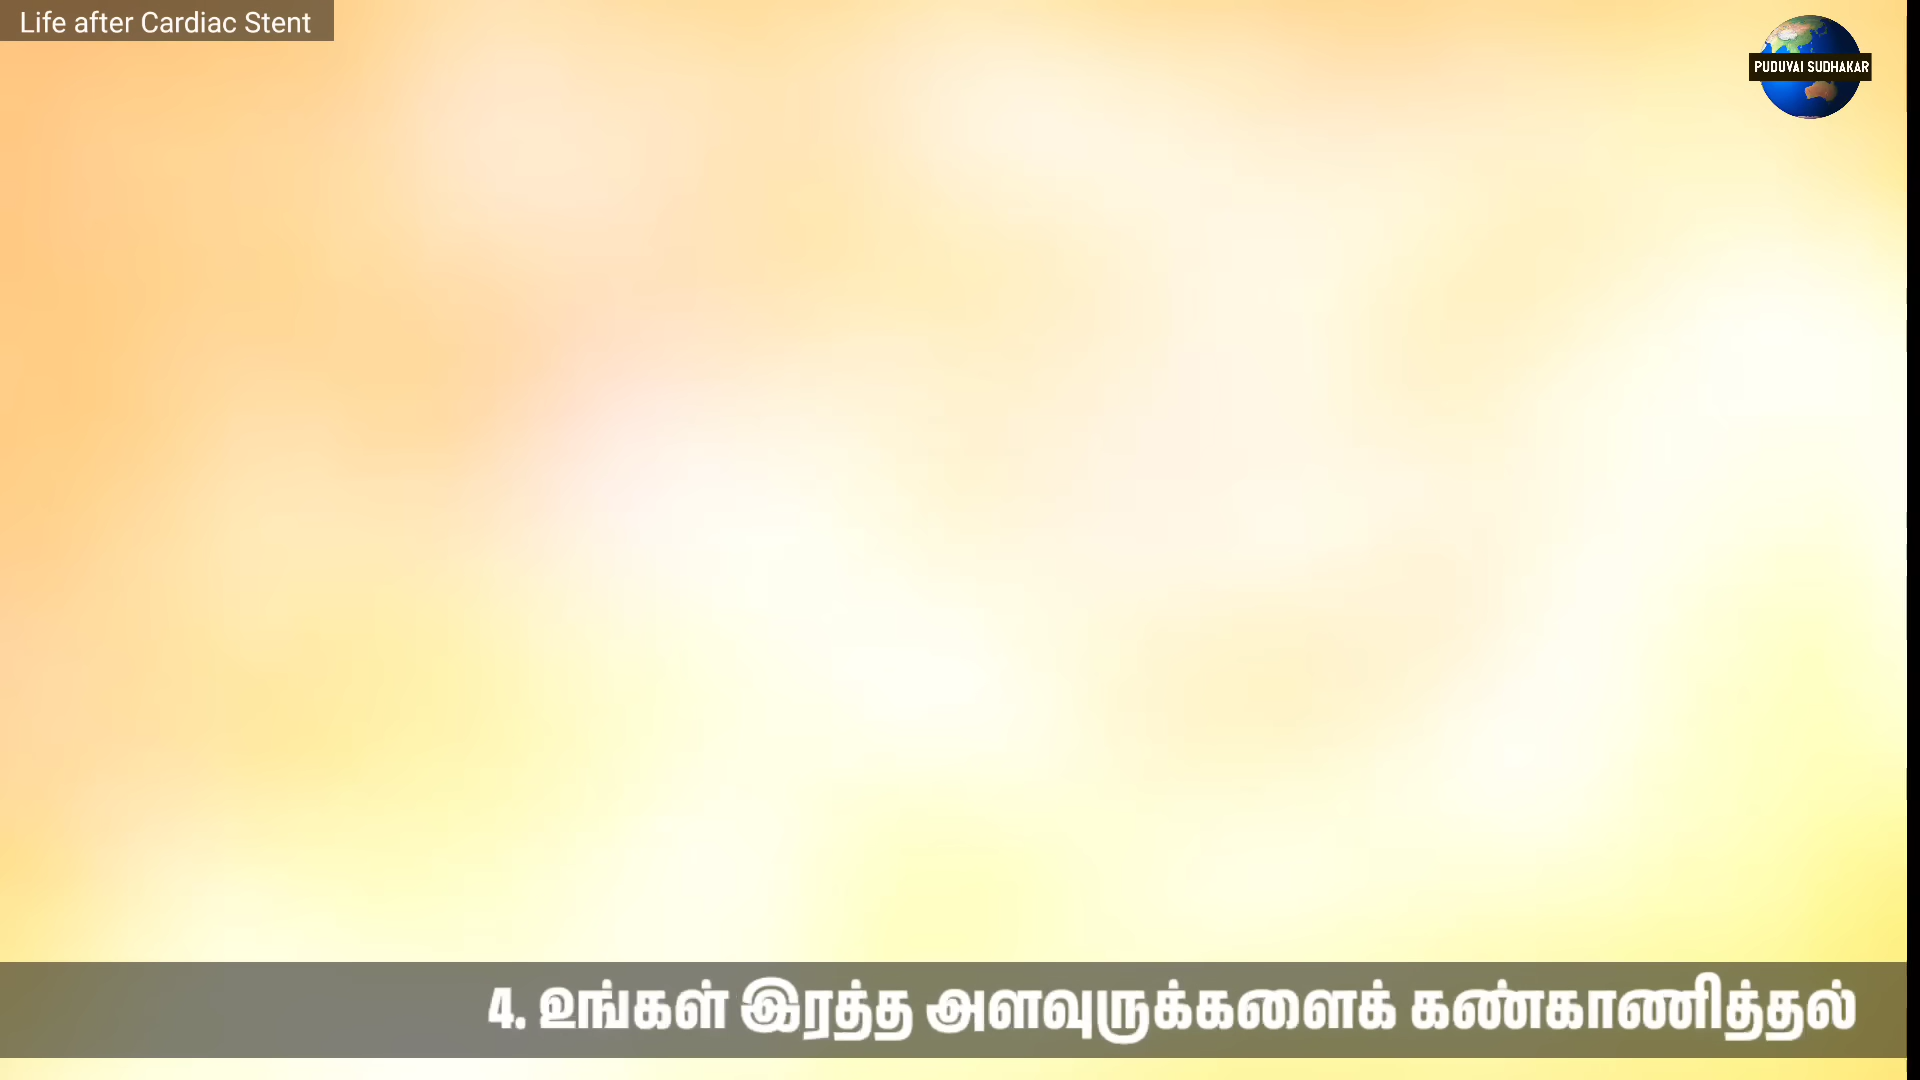 Life after Cardiac Stent
PUDUVAI SUDHAKAR
4. உங்கள் இரத்த அளவுருக்களைக் கண்காணித்தல்